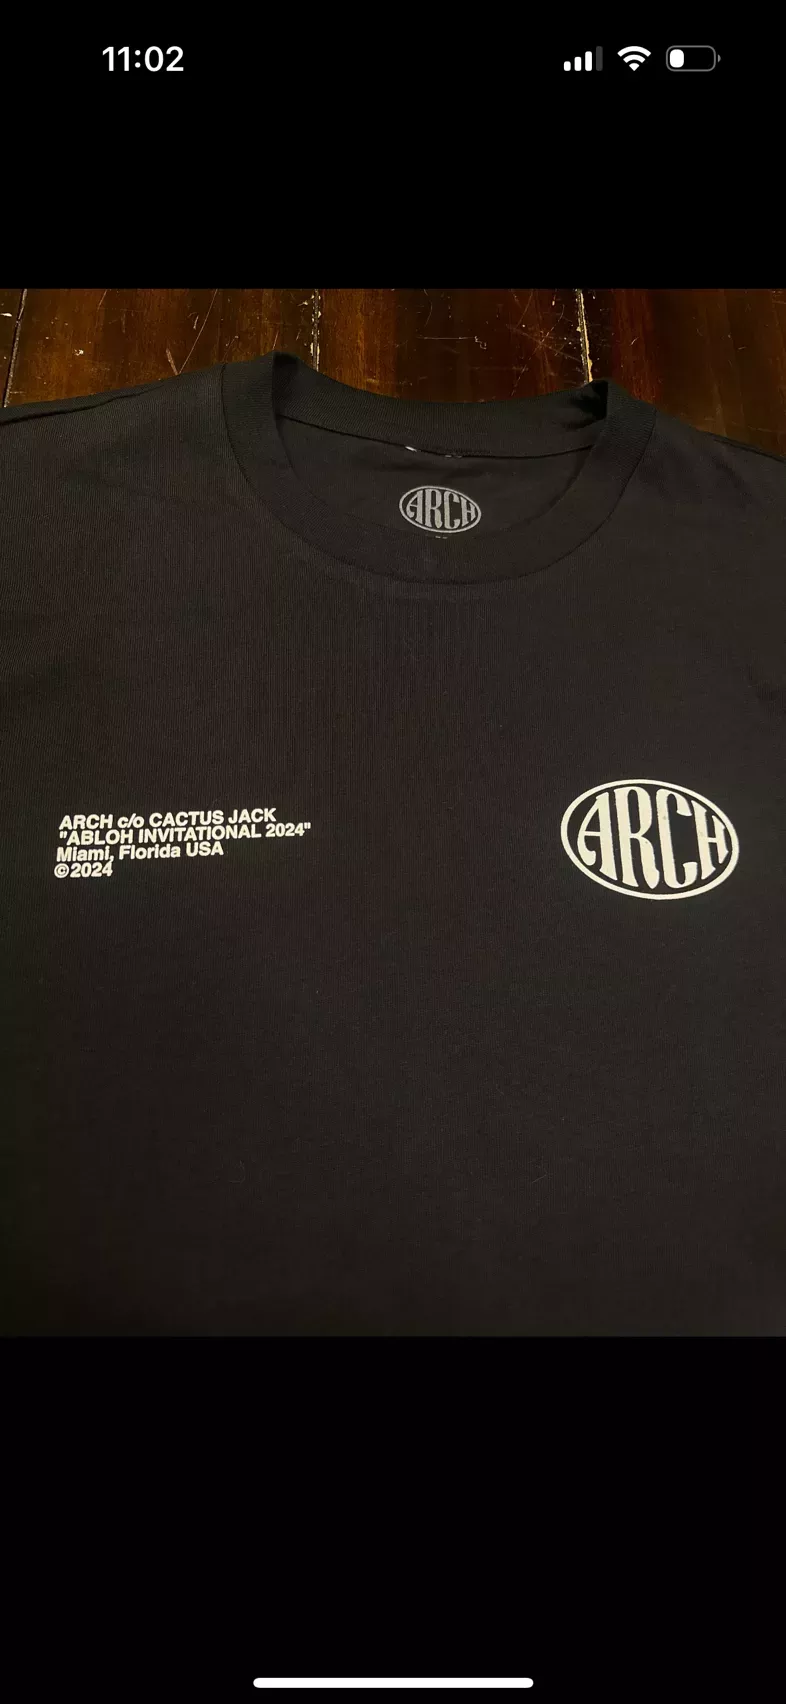 11:02
ARCH
ARCH c/o CACTUS JACK
"ABLOH INVITATIONAL 2024"
Miami, Florida USA
©2024
ARCH